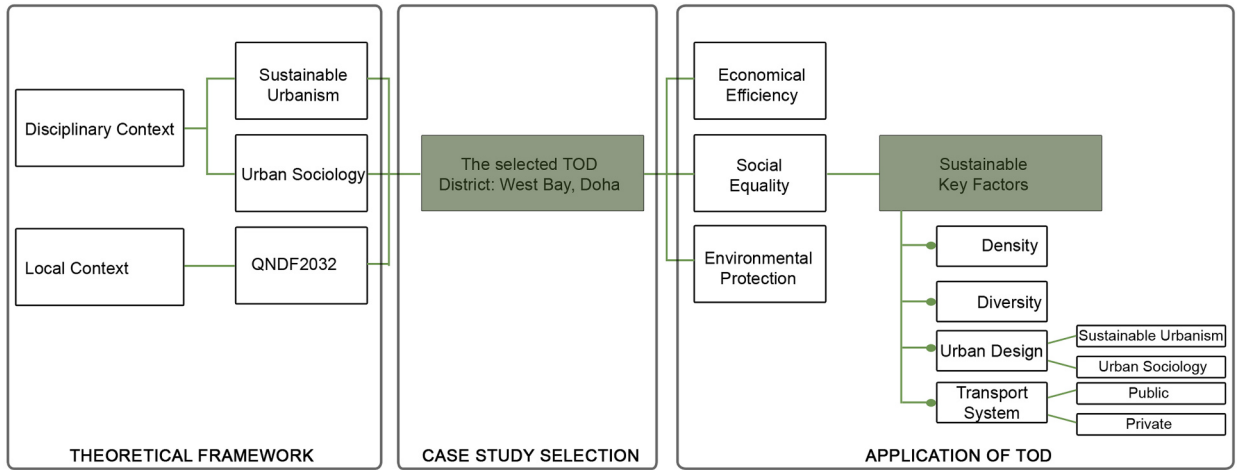 Disciplinary Context
Local Context
Sustainable
Urbanism
Urban Sociology
QNDF2032
THEORETICAL FRAMEWORK
The selected TOD
District: West Bay, Doha
CASE STUDY SELECTION
Economical
Efficiency
Social
Equality
Environmental
Protection
Sustainable
Key Factors
Density
Diversity
Urban Design
Sustainable Urbanism
Urban Sociology
Transport
System
Public
Private
APPLICATION OF TOD